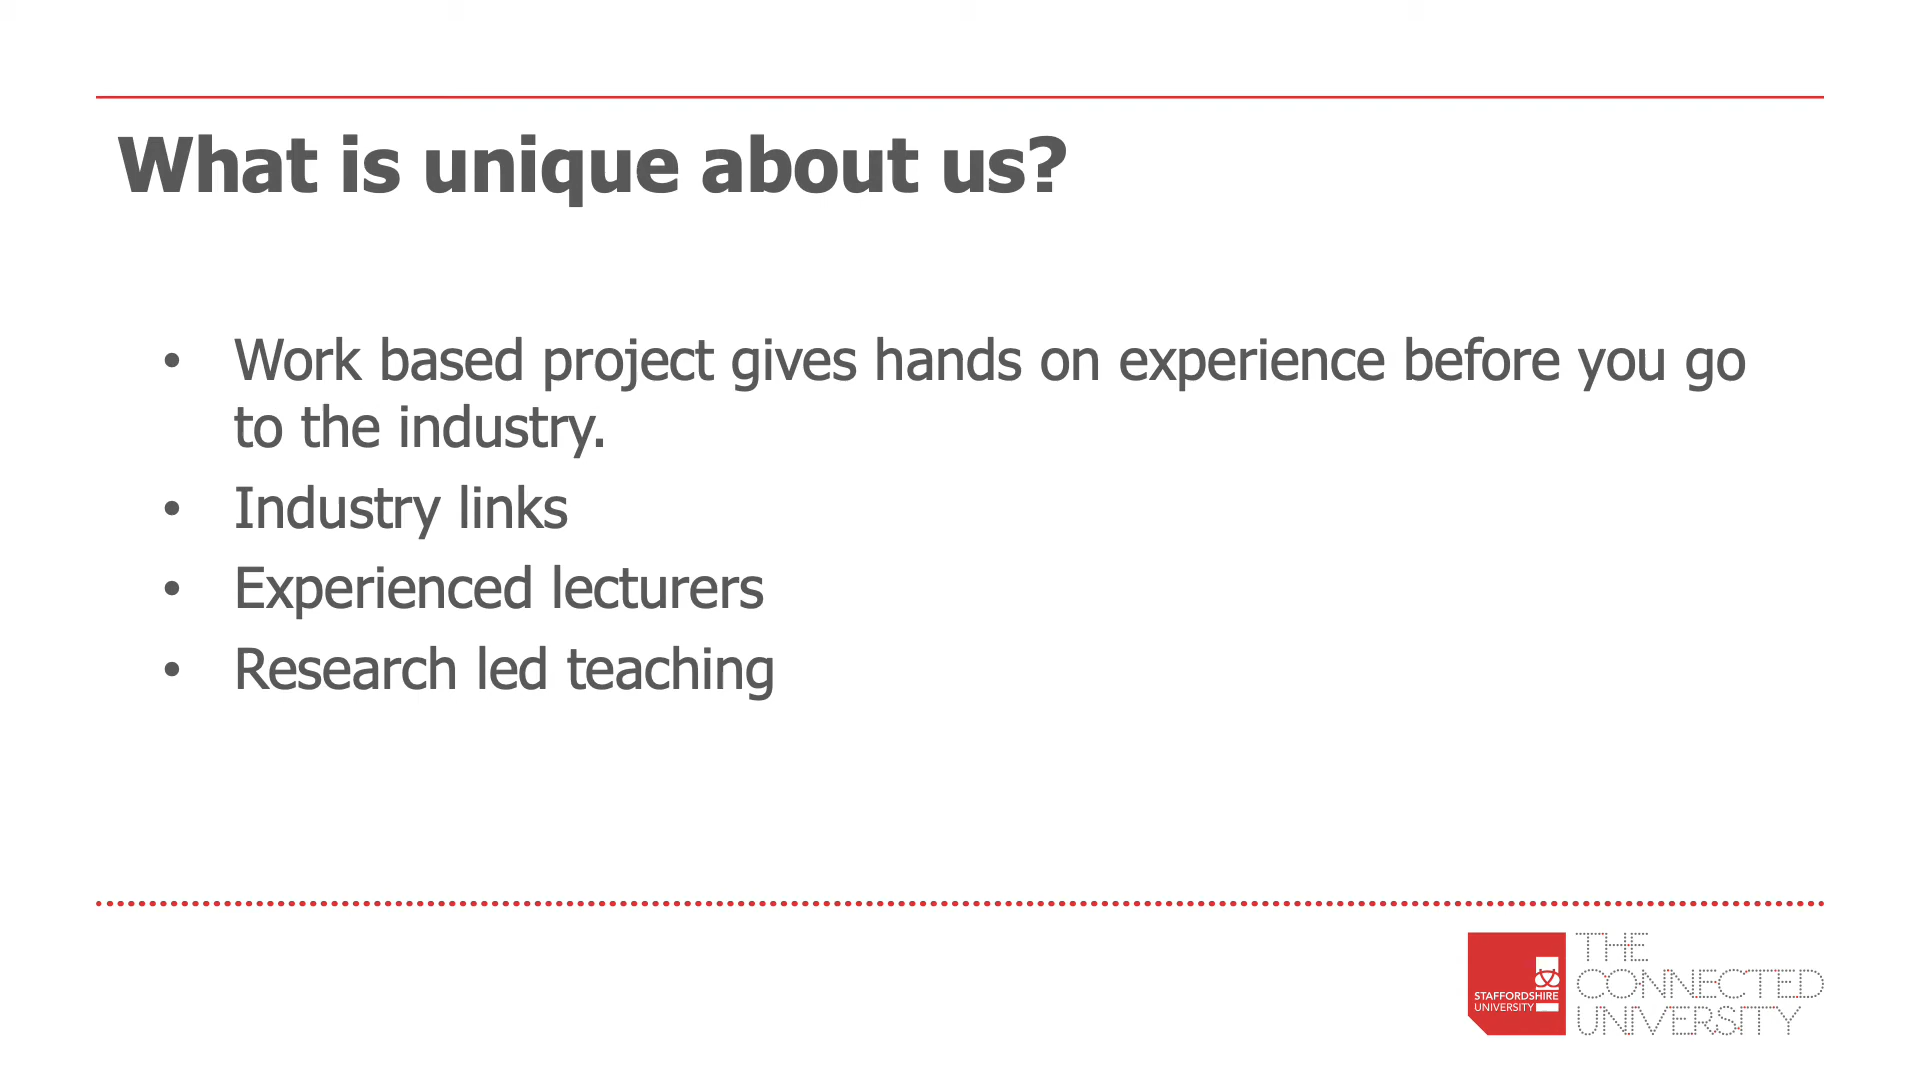 What is unique about us?
• Work based project gives hands on experience before you go
to the industry.
• Industry links
• Experienced lecturers
• Research led teaching
STAFFORDSHIRE
UNIVERSITY
THE
CONNECTED
UNIVERSITY